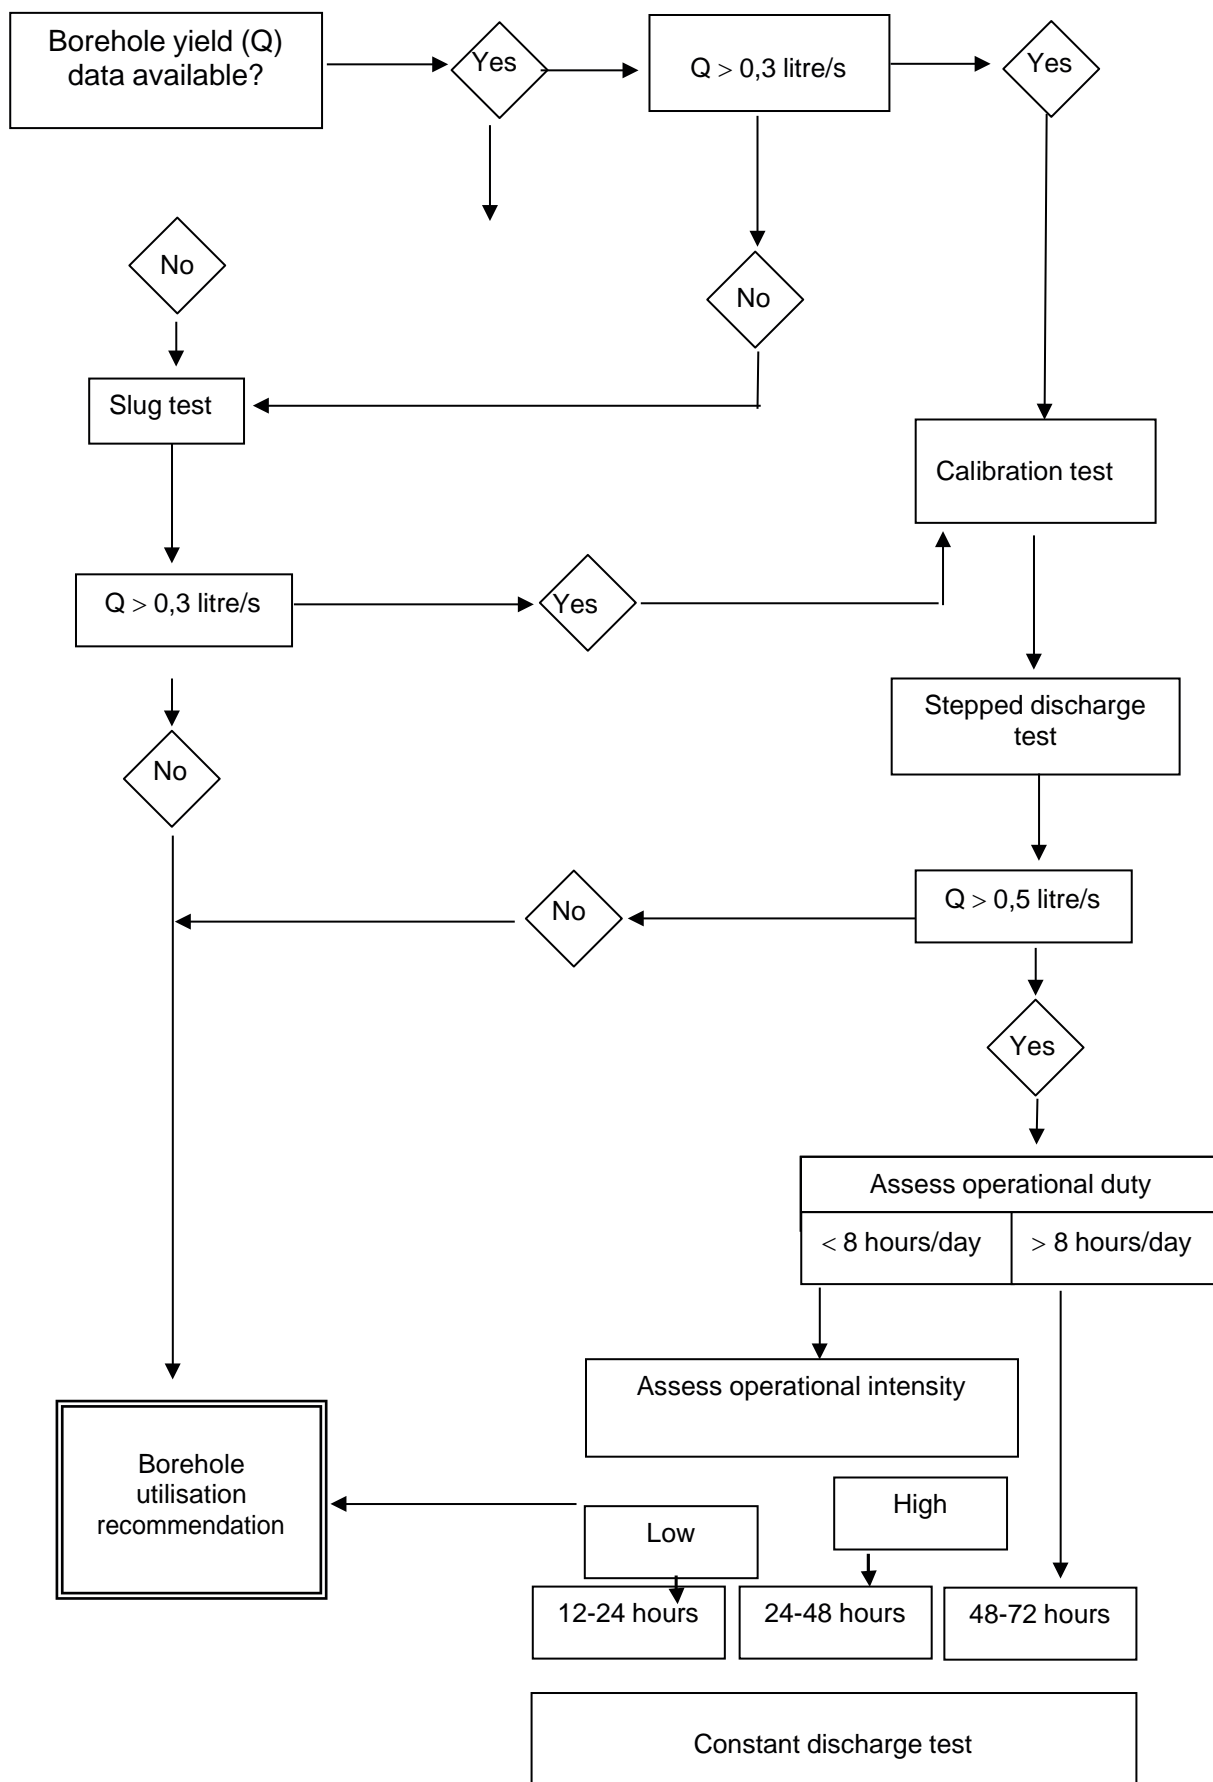 Borehole yield (Q)
data available?
Yes
Q > 0,3 litre/s
Yes
No
No
Slug test
Calibration test
Q > 0,3 litre/s
Yes
Stepped discharge
test
No
Q > 0,5 litre/s
No
Yes
Assess operational duty
< 8 hours/day
> 8 hours/day
Assess operational intensity
Borehole
utilisation
recommendation
High
Low
12-24 hours
24-48 hours
48-72 hours
Constant discharge test